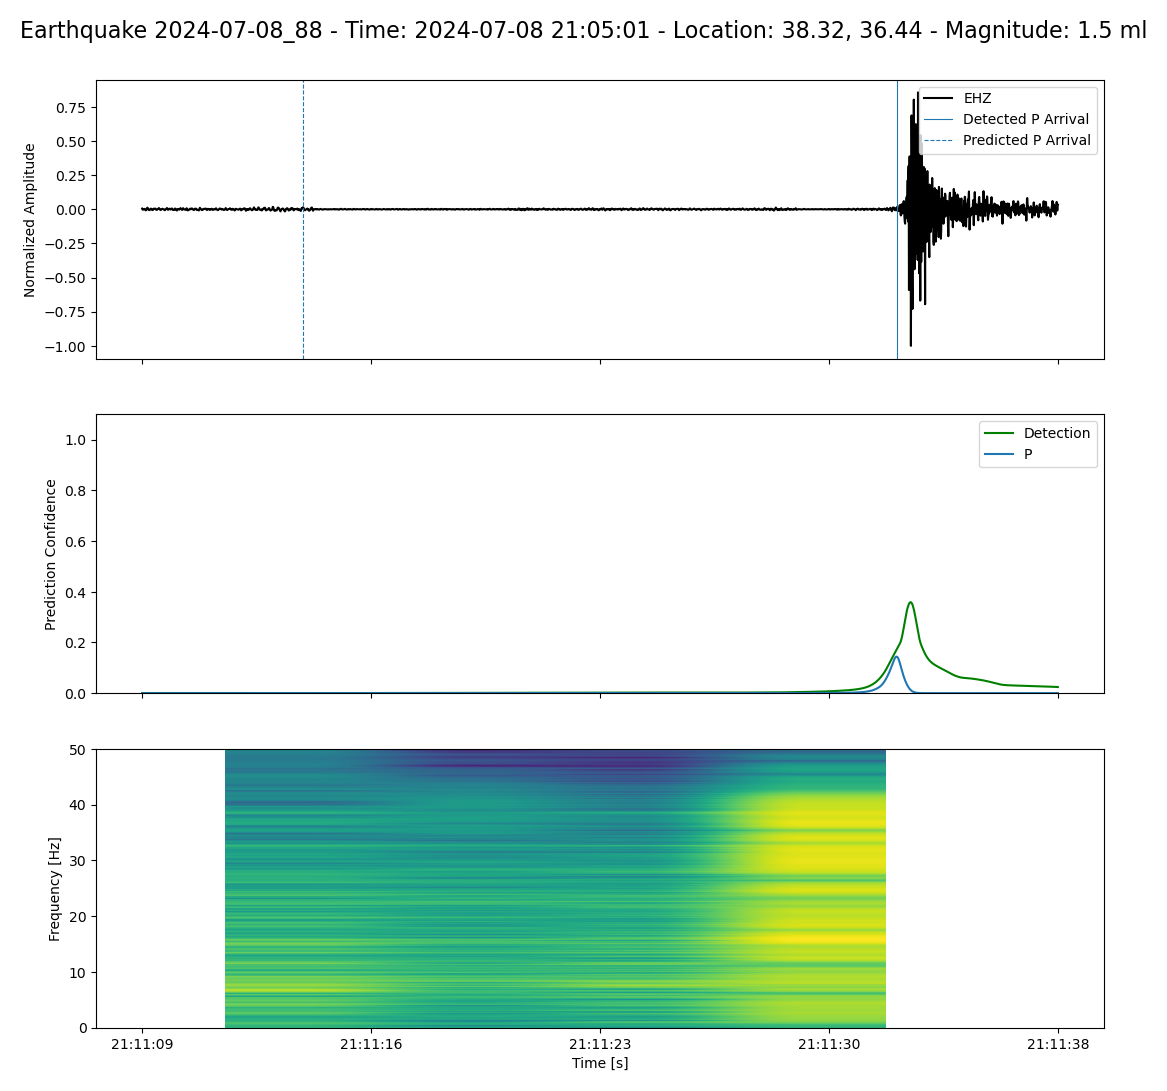 Earthquake 2024-07-08_88 - Time: 2024-07-08 21:05:01 - Location: 38.32, 36.44 - Magnitude: 1.5 ml
Normalized Amplitude
0.75
0.50
0.25
0.00
−0.25
−0.50
−0.75
−1.00
EHZ
Detected P Arrival
Predicted P Arrival
Prediction Confidence
1.0
0.8
0.6
0.4
0.2
0.0
Detection
P
Frequency [Hz]
50
40
30
20
10
0
21:11:09 21:11:16 21:11:23 21:11:30 21:11:38
Time [s]